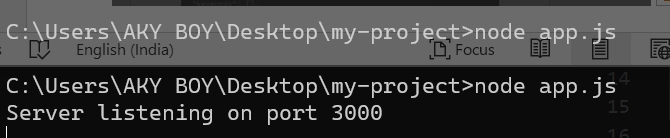 C:\Users\AKY BOY\Desktop\my-project>node app.js
English (India)
Focus
C:\Users\AKY BOY\Desktop\my-project>node app.js
14
Server listening on port 3000
15
16